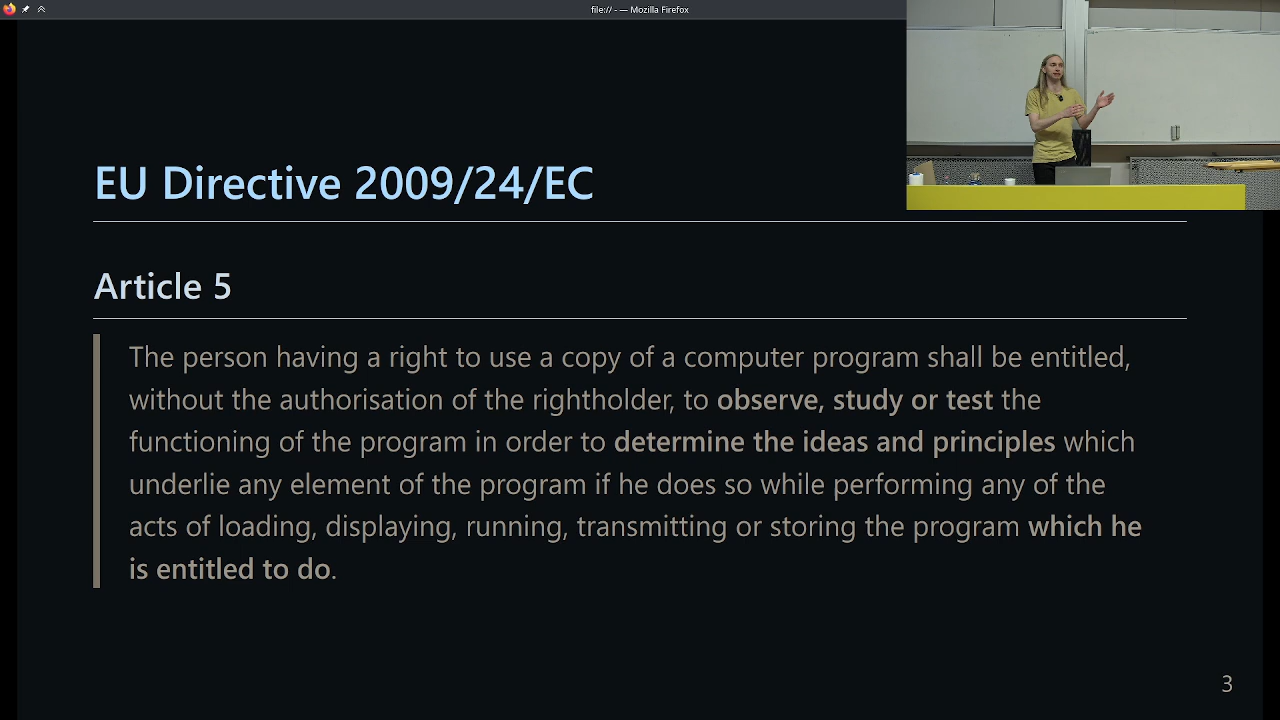 file:// - — Mozilla Firefox
EU Directive 2009/24/EC
Article 5
The person having a right to use a copy of a computer program shall be entitled,
without the authorisation of the rightholder, to observe, study or test the
functioning of the program in order to determine the ideas and principles which
underlie any element of the program if he does so while performing any of the
acts of loading, displaying, running, transmitting or storing the program which he
is entitled to do.
3